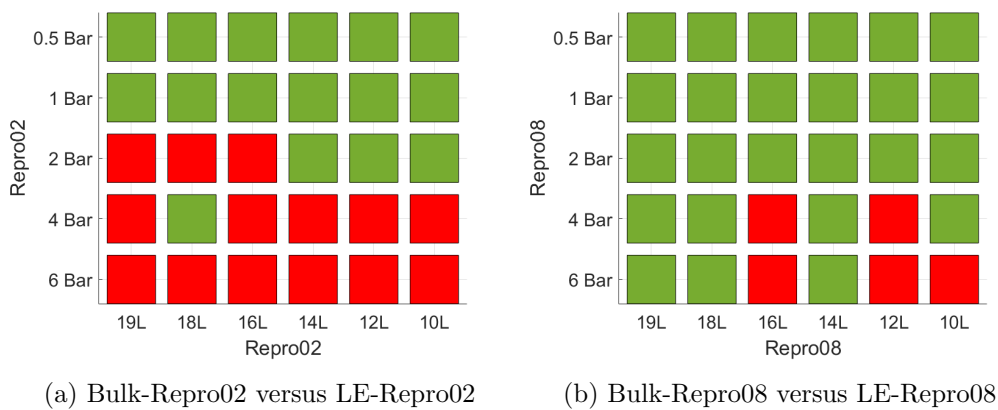 0.5 Bar
1 Bar
2 Bar
4 Bar
6 Bar
Repro02
19L 18L 16L 14L 12L 10L
Repro02
(a) Bulk-Repro02 versus LE-Repro02
0.5 Bar
1 Bar
2 Bar
4 Bar
6 Bar
Repro08
19L 18L 16L 14L 12L 10L
Repro08
(b) Bulk-Repro08 versus LE-Repro08